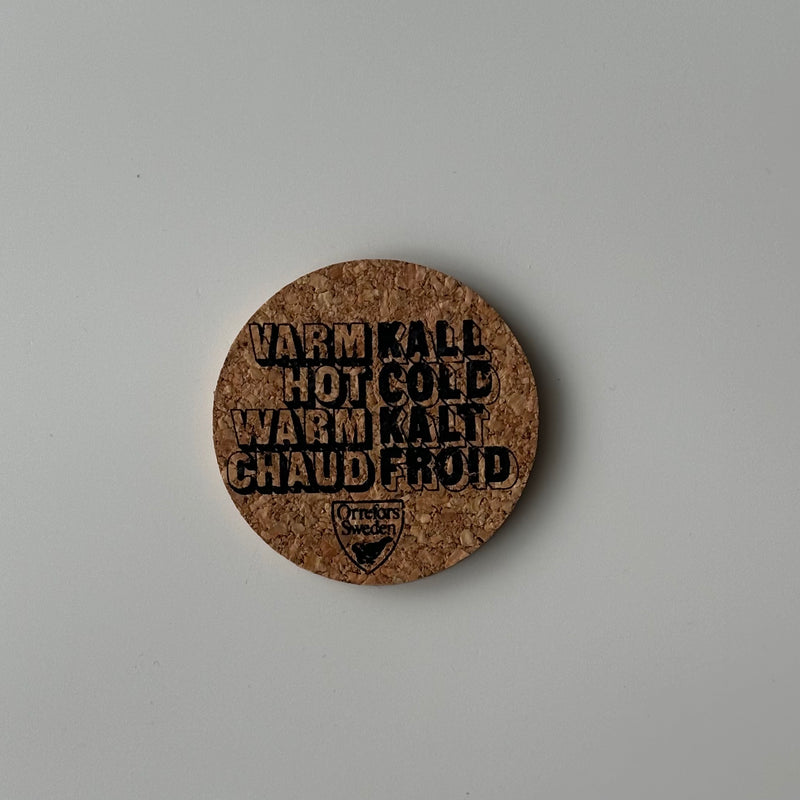 VARM KALL
HOT COLD
WARM KALT
CHAUD FROID
Orrefors
Sweden